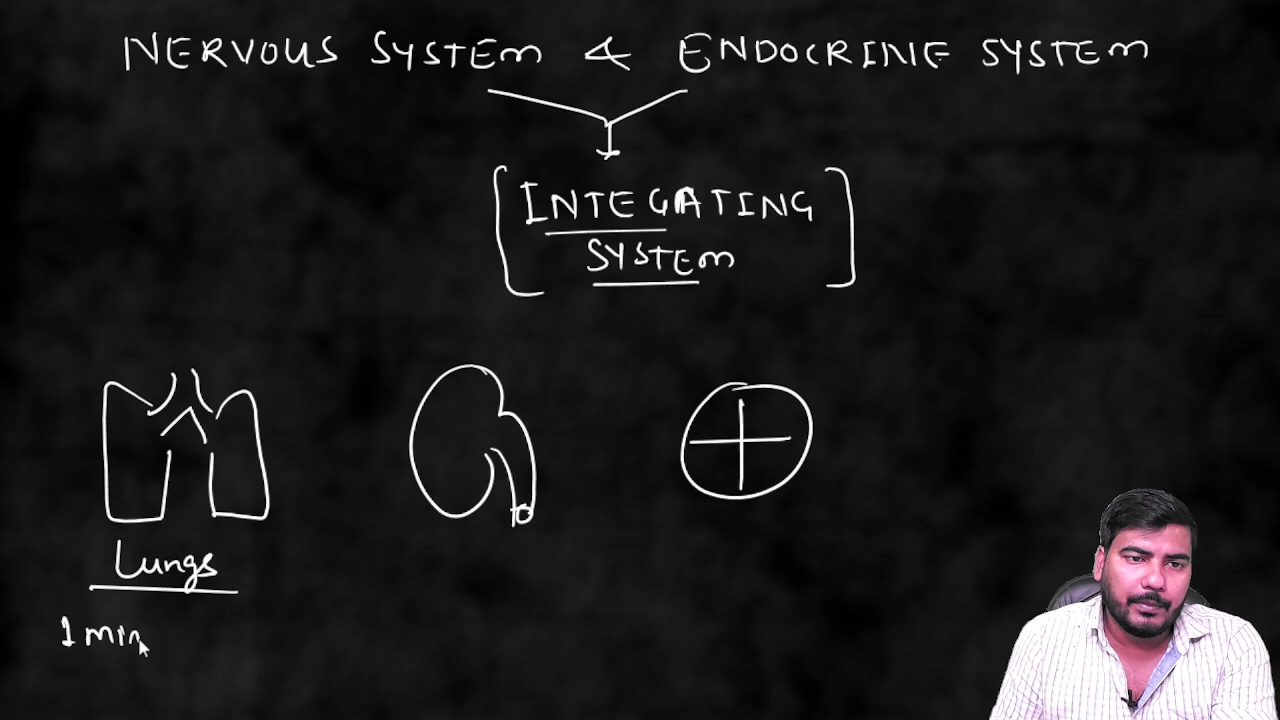 NERVOUS SYSTEM & ENDOCRINE SYSTEM
INTEGATING
SYSTEM
Lungs
1 min